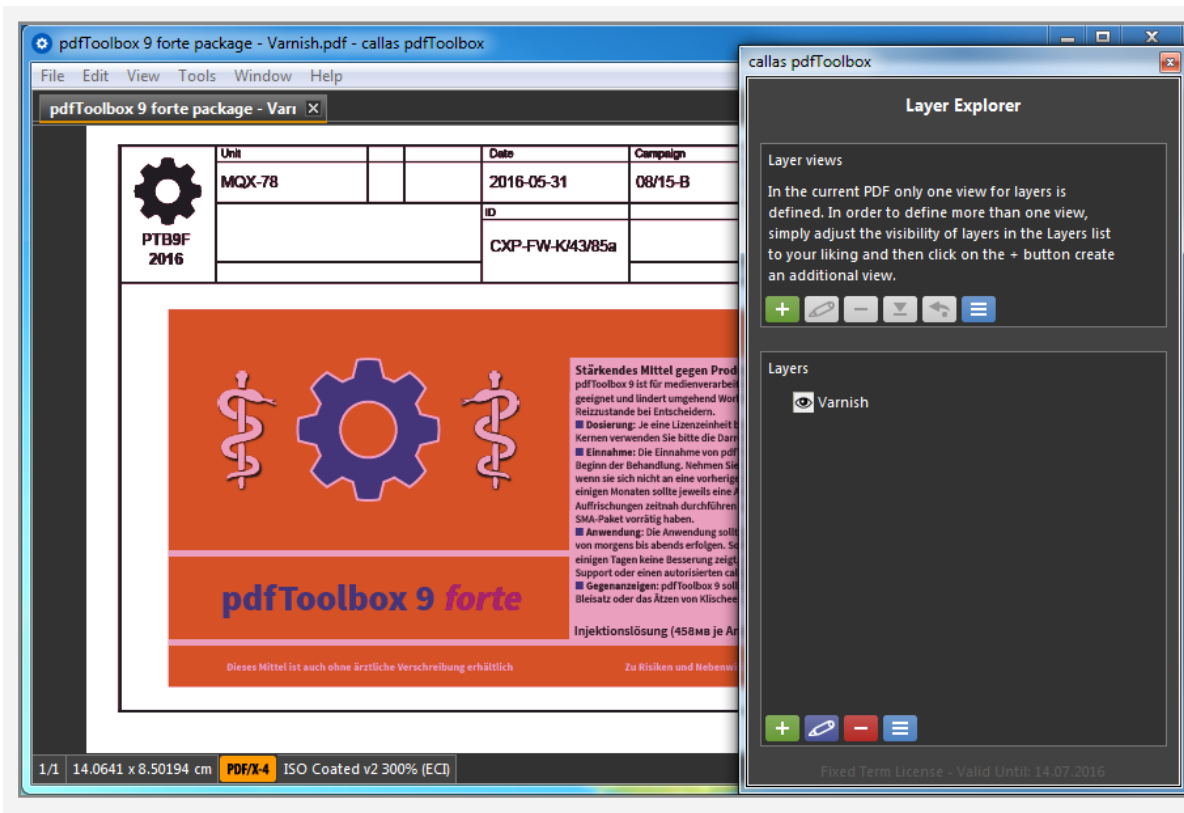 pdfToolbox 9 forte package - Varnish.pdf - callas pdfToolbox
File Edit View Tools Window Help
pdfToolbox 9 forte package - Varı
Unit
Date
Campaign
MQX-78
2016-05-31
08/15-B
ID
PTB9F
2016
CXP-FW-K/43/85a
Stärkendes Mittel gegen Prod
pdfToolbox 9 ist für medienverarbeit
geeignet und lindert umgehend Worl
Reizzustande bei Entscheidern.
Dosierung: Je eine Lizenzeinheit b
Kernen verwenden Sie bitte die Darr
Einnahme: Die Einnahme von pdf
Beginn der Behandlung. Nehmen Sie
wenn sie sich nicht an eine vorherige
einigen Monaten sollte jeweils eine A
Auffrischungen zeitnah durchführen
SMA-Paket vorrätig haben.
Anwendung: Die Anwendung sollt
von morgens bis abends erfolgen. So
einigen Tagen keine Besserung zeigt
Support oder einen autorisierten cal
Gegenanzeigen: pdfToolbox 9 soll
Bleisatz oder das Ätzen von Klischee
pdfToolbox 9 forte
Injektionslösung (458MB je Ar
Dieses Mittel ist auch ohne ärztliche Verschreibung erhältlich
Zu Risiken und Nebenwi
1/1 14.0641 x 8.50194 cm PDF/X-4 ISO Coated v2 300% (ECI)
callas pdfToolbox
Layer Explorer
Layer views
In the current PDF only one view for layers is
defined. In order to define more than one view,
simply adjust the visibility of layers in the Layers list
to your liking and then click on the + button create
an additional view.
Layers
Varnish
Fixed Term License - Valid Until: 14.07.2016